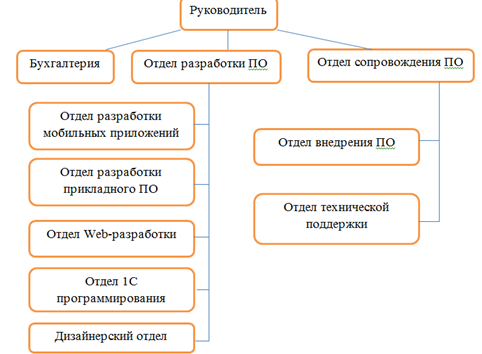 Руководитель
Бухгалтерия
Отдел разработки ПО
Отдел сопровождения ПО
Отдел разработки
мобильных приложений
Отдел разработки
прикладного ПО
Отдел Web-разработки
Отдел 1С
программирования
Дизайнерский отдел
Отдел внедрения ПО
Отдел технической
поддержки